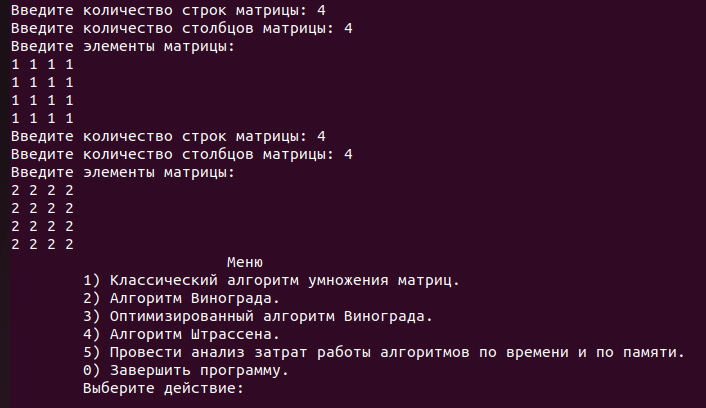 Введите количество строк матрицы: 4
Введите количество столбцов матрицы: 4
Введите элементы матрицы:
1 1 1 1
1 1 1 1
1 1 1 1
1 1 1 1
Введите количество строк матрицы: 4
Введите количество столбцов матрицы: 4
Введите элементы матрицы:
2 2 2 2
2 2 2 2
2 2 2 2
2 2 2 2
Меню
1) Классический алгоритм умножения матриц.
2) Алгоритм Винограда.
3) Оптимизированный алгоритм Винограда.
4) Алгоритм Штрассена.
5) Провести анализ затрат работы алгоритмов по времени и по памяти.
0) Завершить программу.
Выберите действие: